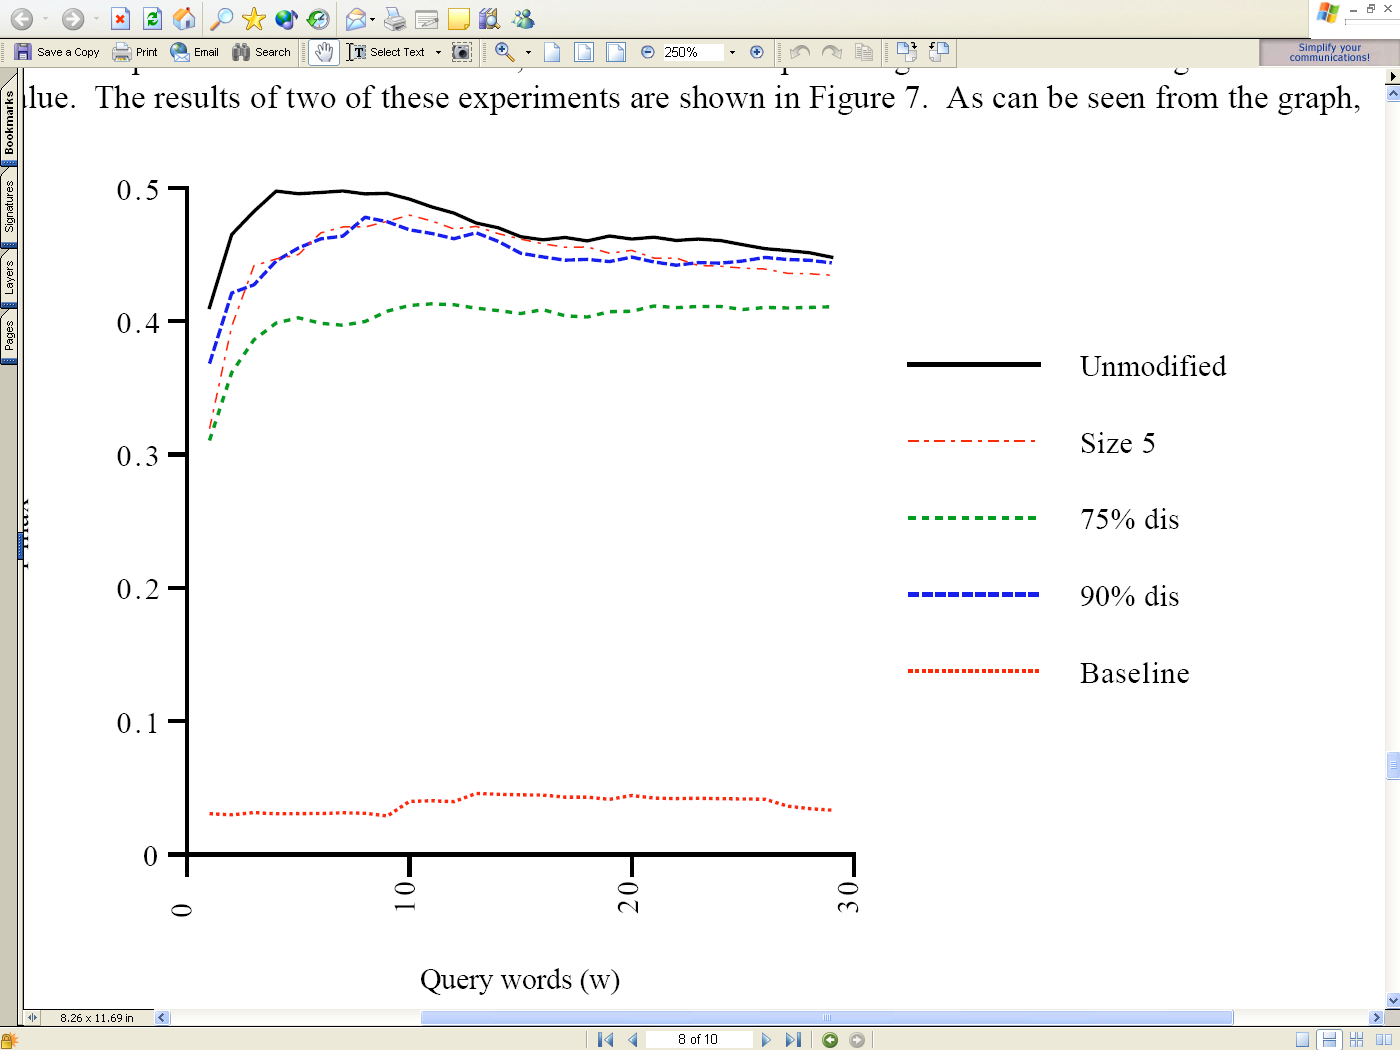 Save a Copy Print Email Search Select Text 250% Simplify your communications!
lue. The results of two of these experiments are shown in Figure 7. As can be seen from the graph,
Bookmarks
Signatures
Layers
Pages
0.5
0.4
0.3
0.2
0.1
0
0 10 20 30
Query words (w)
Unmodified
Size 5
75% dis
90% dis
Baseline
8.26 x 11.69 in
8 of 10